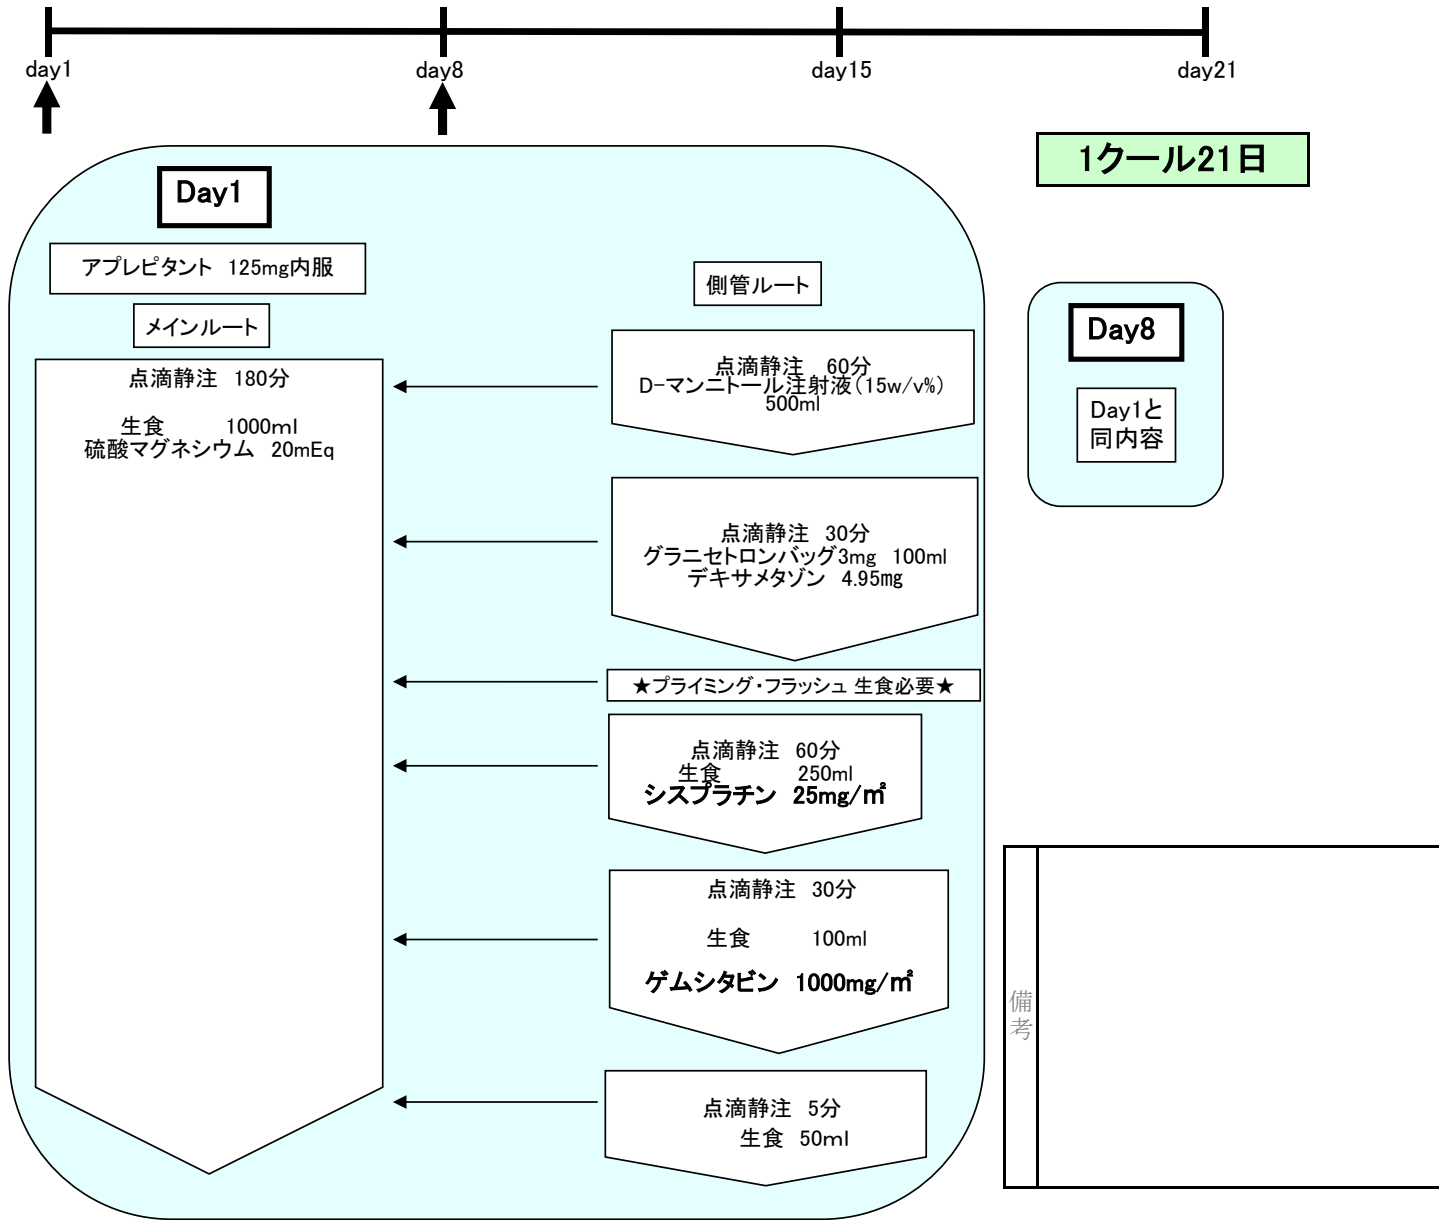 day1
day8
day15
day21
1クール21日
Day1
アプレピタント 125mg内服
メインルート
点滴静注 180分
生食 1000ml
硫酸マグネシウム 20mEq
側管ルート
点滴静注 60分
D-マンニトール注射液(15w/v%)
500ml
点滴静注 30分
グラニセトロンバッグ3mg 100ml
デキサメタゾン 4.95mg
★プライミング・フラッシュ 生食必要★
点滴静注 60分
生食 250ml
シスプラチン 25mg/㎡
点滴静注 30分
生食 100ml
ゲムシタビン 1000mg/㎡
点滴静注 5分
生食 50ml
Day8
Day1と
同内容
備考